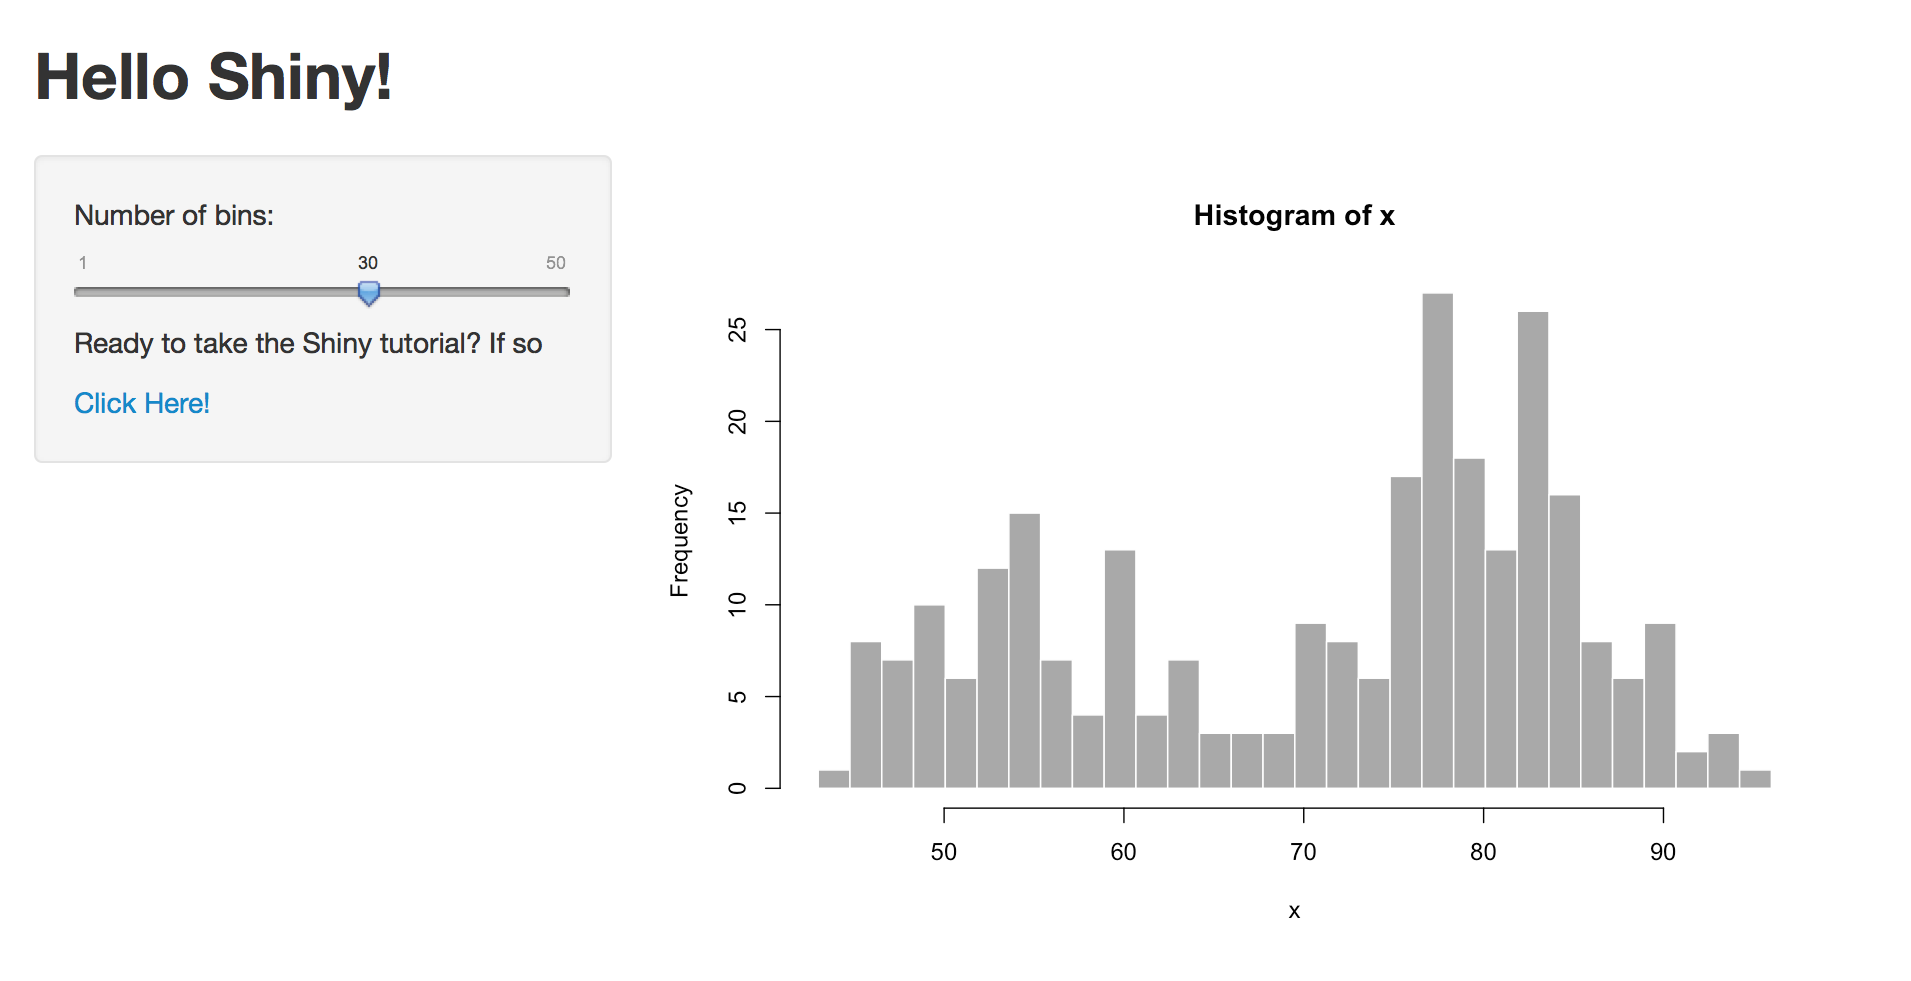 Hello Shiny!
Number of bins:
1 30 50
Ready to take the Shiny tutorial? If so
Click Here!
Histogram of x
Frequency
25
20
15
10
5
0
50 60 70 80 90
x